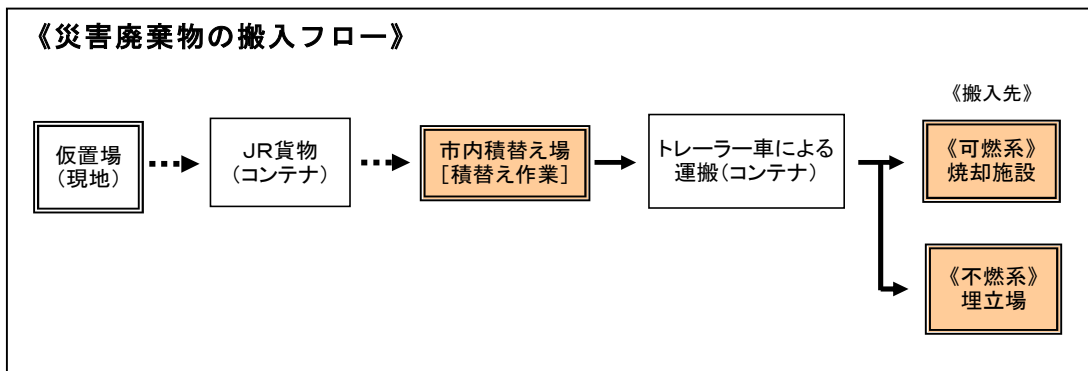 《災害廃棄物の搬入フロー》
《搬入先》
仮置場
(現地)
JR貨物
(コンテナ)
市内積替え場
[積替え作業]
トレーラー車による
運搬(コンテナ)
《可燃系》
焼却施設
《不燃系》
埋立場